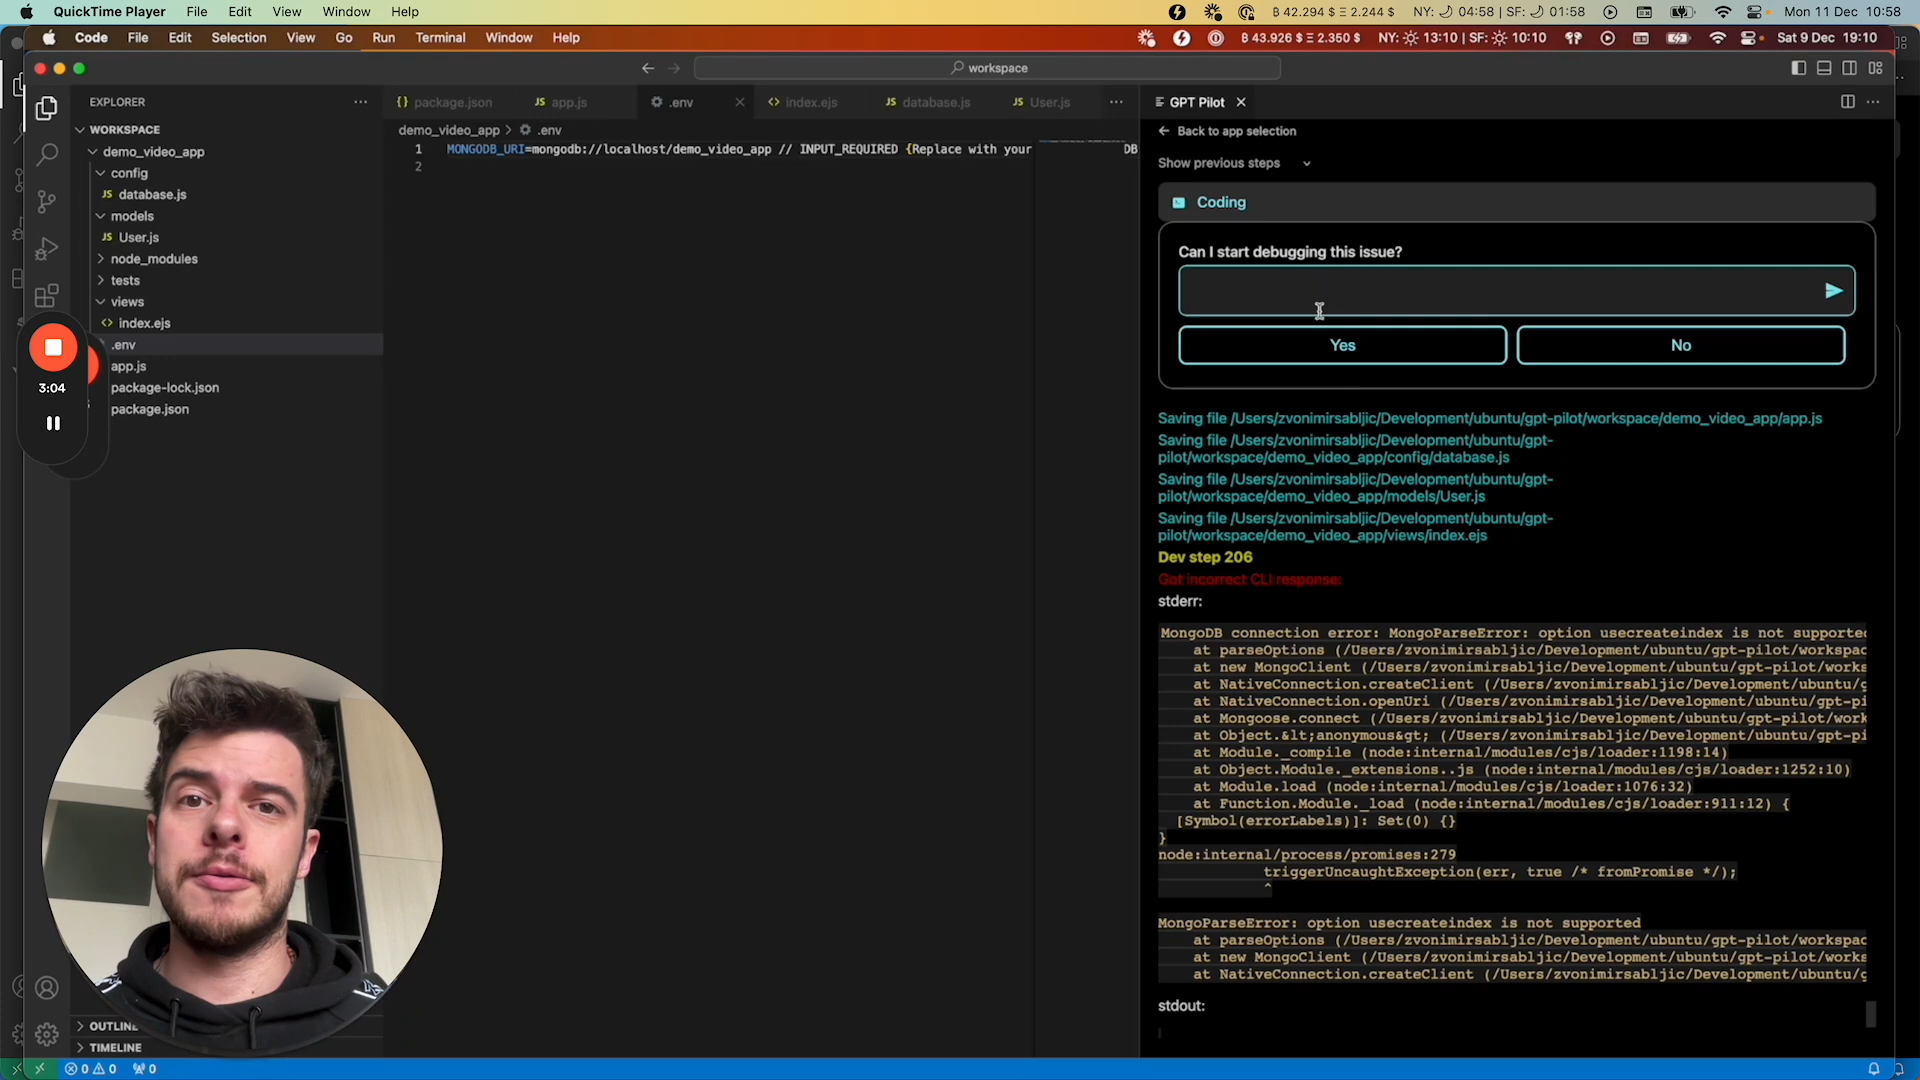 QuickTime Player File Edit View Window Help
₿ 42.294 $ Ξ 2.244 $ NY: 04:58 | SF: 01:58 Mon 11 Dec 10:58
Code File Edit Selection View Go Run Terminal Window Help
₿ 43.926 $ Ξ 2.350 $ NY: 13:10 | SF: 10:10 Sat 9 Dec 19:10
workspace
EXPLORER
package.json
JS app.js
.env
index.ejs
JS database.js
JS User.js
GPT Pilot
WORKSPACE
demo_video_app > .env
Back to app selection
demo_video_app
1 MONGODB_URI=mongodb://localhost/demo_video_app // INPUT_REQUIRED {Replace with your
DB
2
Show previous steps
config
JS database.js
models
JS User.js
node_modules
tests
views
index.ejs
.env
app.js
package-lock.json
package.json
3:04
Coding
Can I start debugging this issue?
Yes
No
Saving file /Users/zvonimirsabljic/Development/ubuntu/gpt-pilot/workspace/demo_video_app/app.js
Saving file /Users/zvonimirsabljic/Development/ubuntu/gpt-
pilot/workspace/demo_video_app/config/database.js
Saving file /Users/zvonimirsabljic/Development/ubuntu/gpt-
pilot/workspace/demo_video_app/models/User.js
Saving file /Users/zvonimirsabljic/Development/ubuntu/gpt-
pilot/workspace/demo_video_app/views/index.ejs
Dev step 206
Got incorrect CLI response:
stderr:
MongoDB connection error: MongoParseError: option usecreateindex is not supported
at parseOptions (/Users/zvonimirsabljic/Development/ubuntu/gpt-pilot/workspac
at new MongoClient (/Users/zvonimirsabljic/Development/ubuntu/gpt-pilot/works
at NativeConnection.createClient (/Users/zvonimirsabljic/Development/ubuntu/g
at NativeConnection.openUri (/Users/zvonimirsabljic/Development/ubuntu/gpt-pi
at Mongoose.connect (/Users/zvonimirsabljic/Development/ubuntu/gpt-pilot/work
at Object.&lt;anonymous&gt; (/Users/zvonimirsabljic/Development/ubuntu/gpt-pi
at Module._compile (node:internal/modules/cjs/loader:1198:14)
at Object.Module._extensions..js (node:internal/modules/cjs/loader:1252:10)
at Module.load (node:internal/modules/cjs/loader:1076:32)
at Function.Module._load (node:internal/modules/cjs/loader:911:12) {
[Symbol(errorLabels)]: Set(0) {}
}
node:internal/process/promises:279
triggerUncaughtException(err, true /* fromPromise */);
^
MongoParseError: option usecreateindex is not supported
at parseOptions (/Users/zvonimirsabljic/Development/ubuntu/gpt-pilot/workspac
at new MongoClient (/Users/zvonimirsabljic/Development/ubuntu/gpt-pilot/works
at NativeConnection.createClient (/Users/zvonimirsabljic/Development/ubuntu/g
stdout:
OUTLINE
TIMELINE
0 0 0